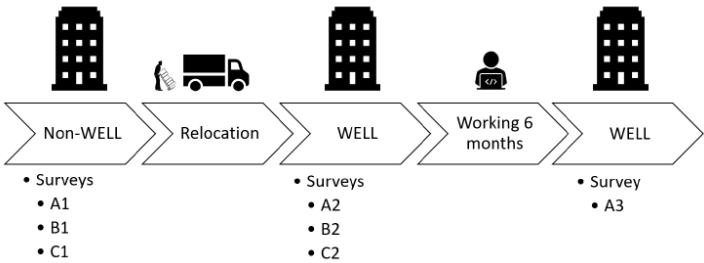 Non-WELL
Relocation
WELL
Working 6
months
WELL
• Surveys
• A1
• B1
• C1
• Surveys
• A2
• B2
• C2
• Survey
• A3
</>